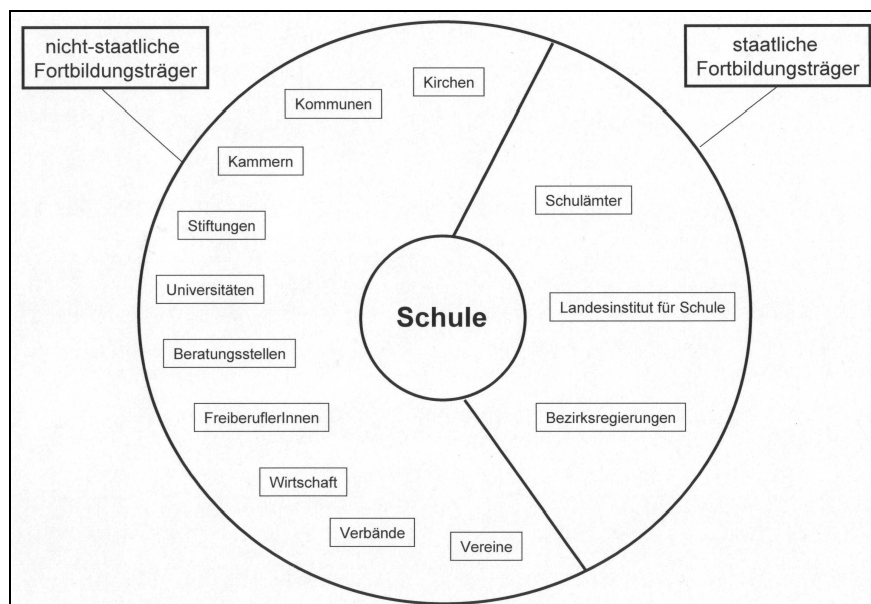 nicht-staatliche
Fortbildungsträger
staatliche
Fortbildungsträger
Kirchen
Kommunen
Kammern
Stiftungen
Universitäten
Beratungsstellen
FreiberuflerInnen
Wirtschaft
Verbände
Vereine
Schule
Schulämter
Landesinstitut für Schule
Bezirksregierungen